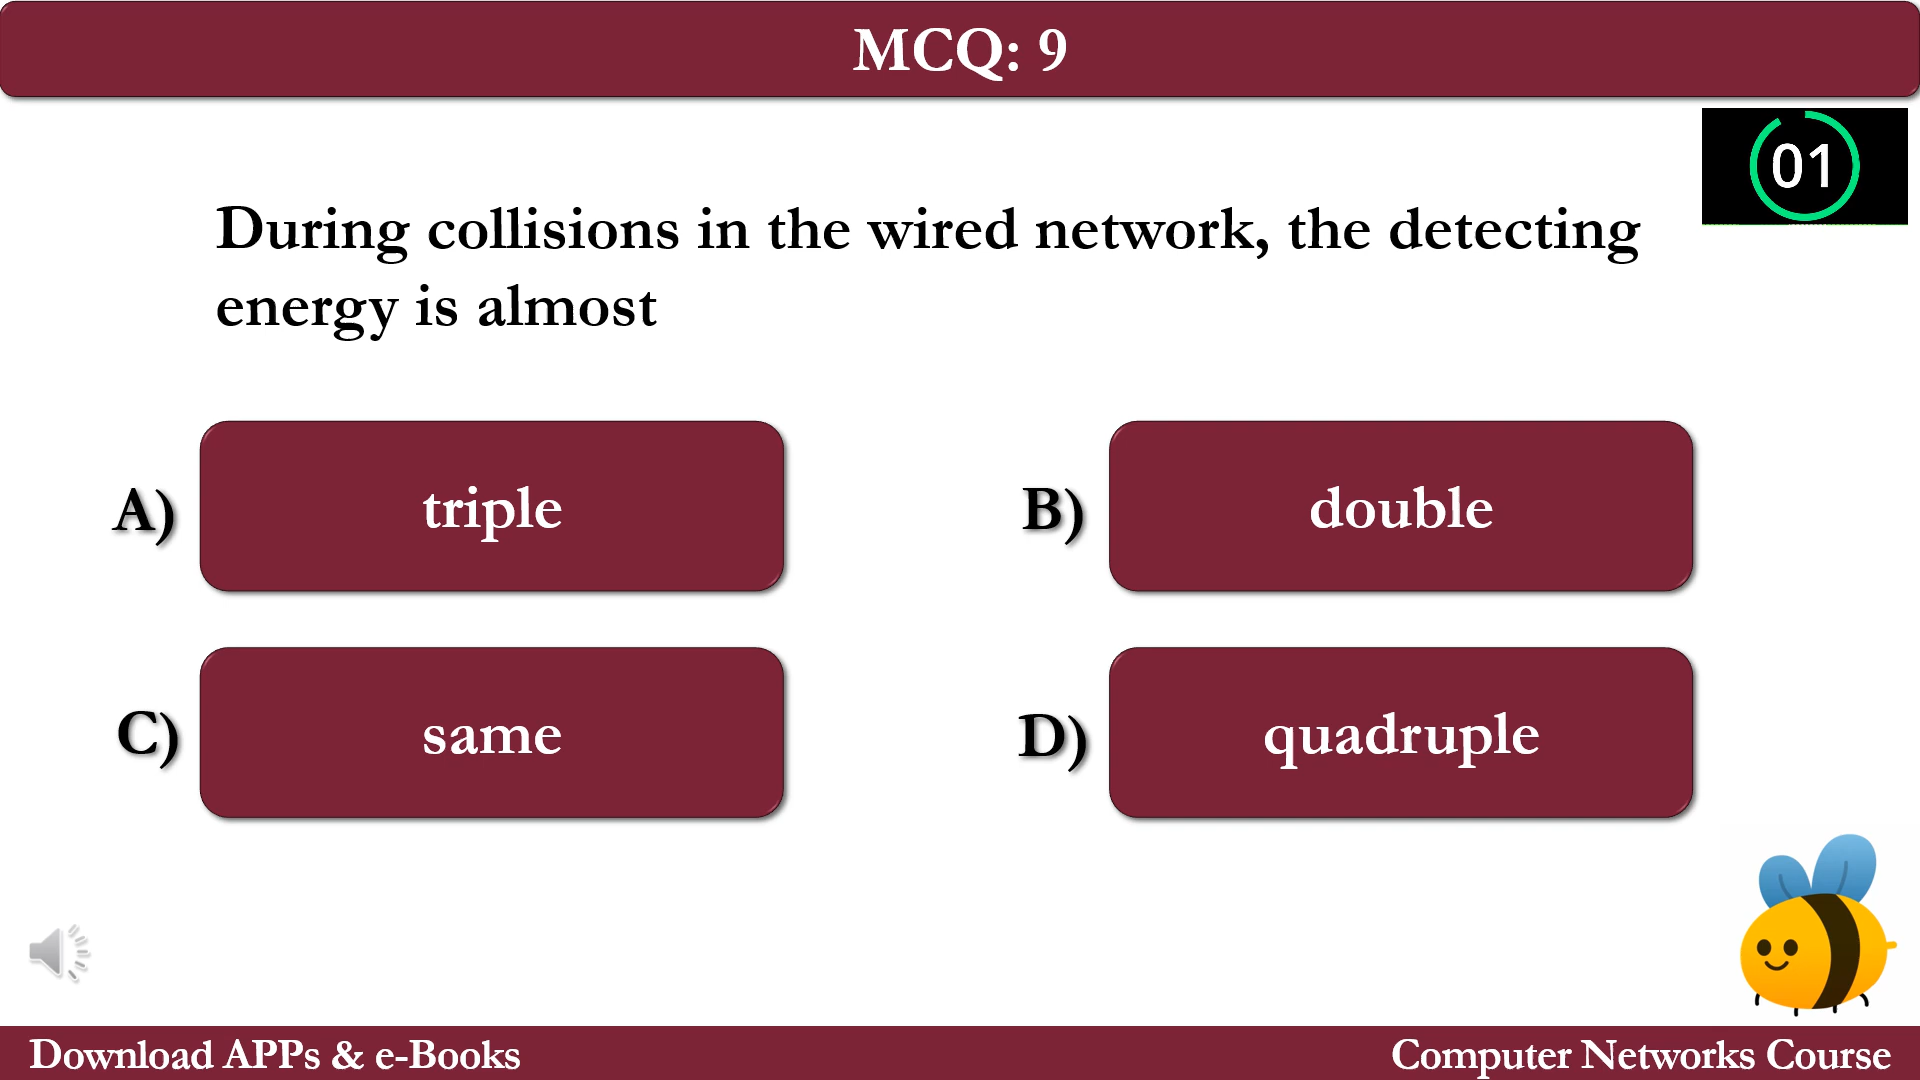 MCQ: 9
01
During collisions in the wired network, the detecting
energy is almost
A) triple
B) double
C) same
D) quadruple
Download APPs & e-Books
Computer Networks Course